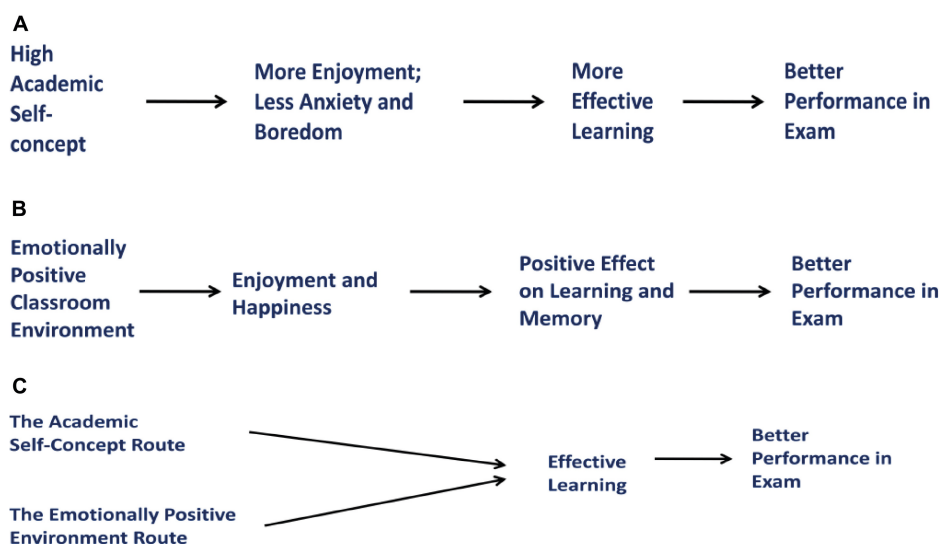 A
High
Academic
Self-
concept
More Enjoyment;
Less Anxiety and
Boredom
More
Effective
Learning
Better
Performance in
Exam
B
Emotionally
Positive
Classroom
Environment
Enjoyment and
Happiness
Positive Effect
on Learning and
Memory
Better
Performance in
Exam
C
The Academic
Self-Concept Route
The Emotionally Positive
Environment Route
Effective
Learning
Better
Performance in
Exam